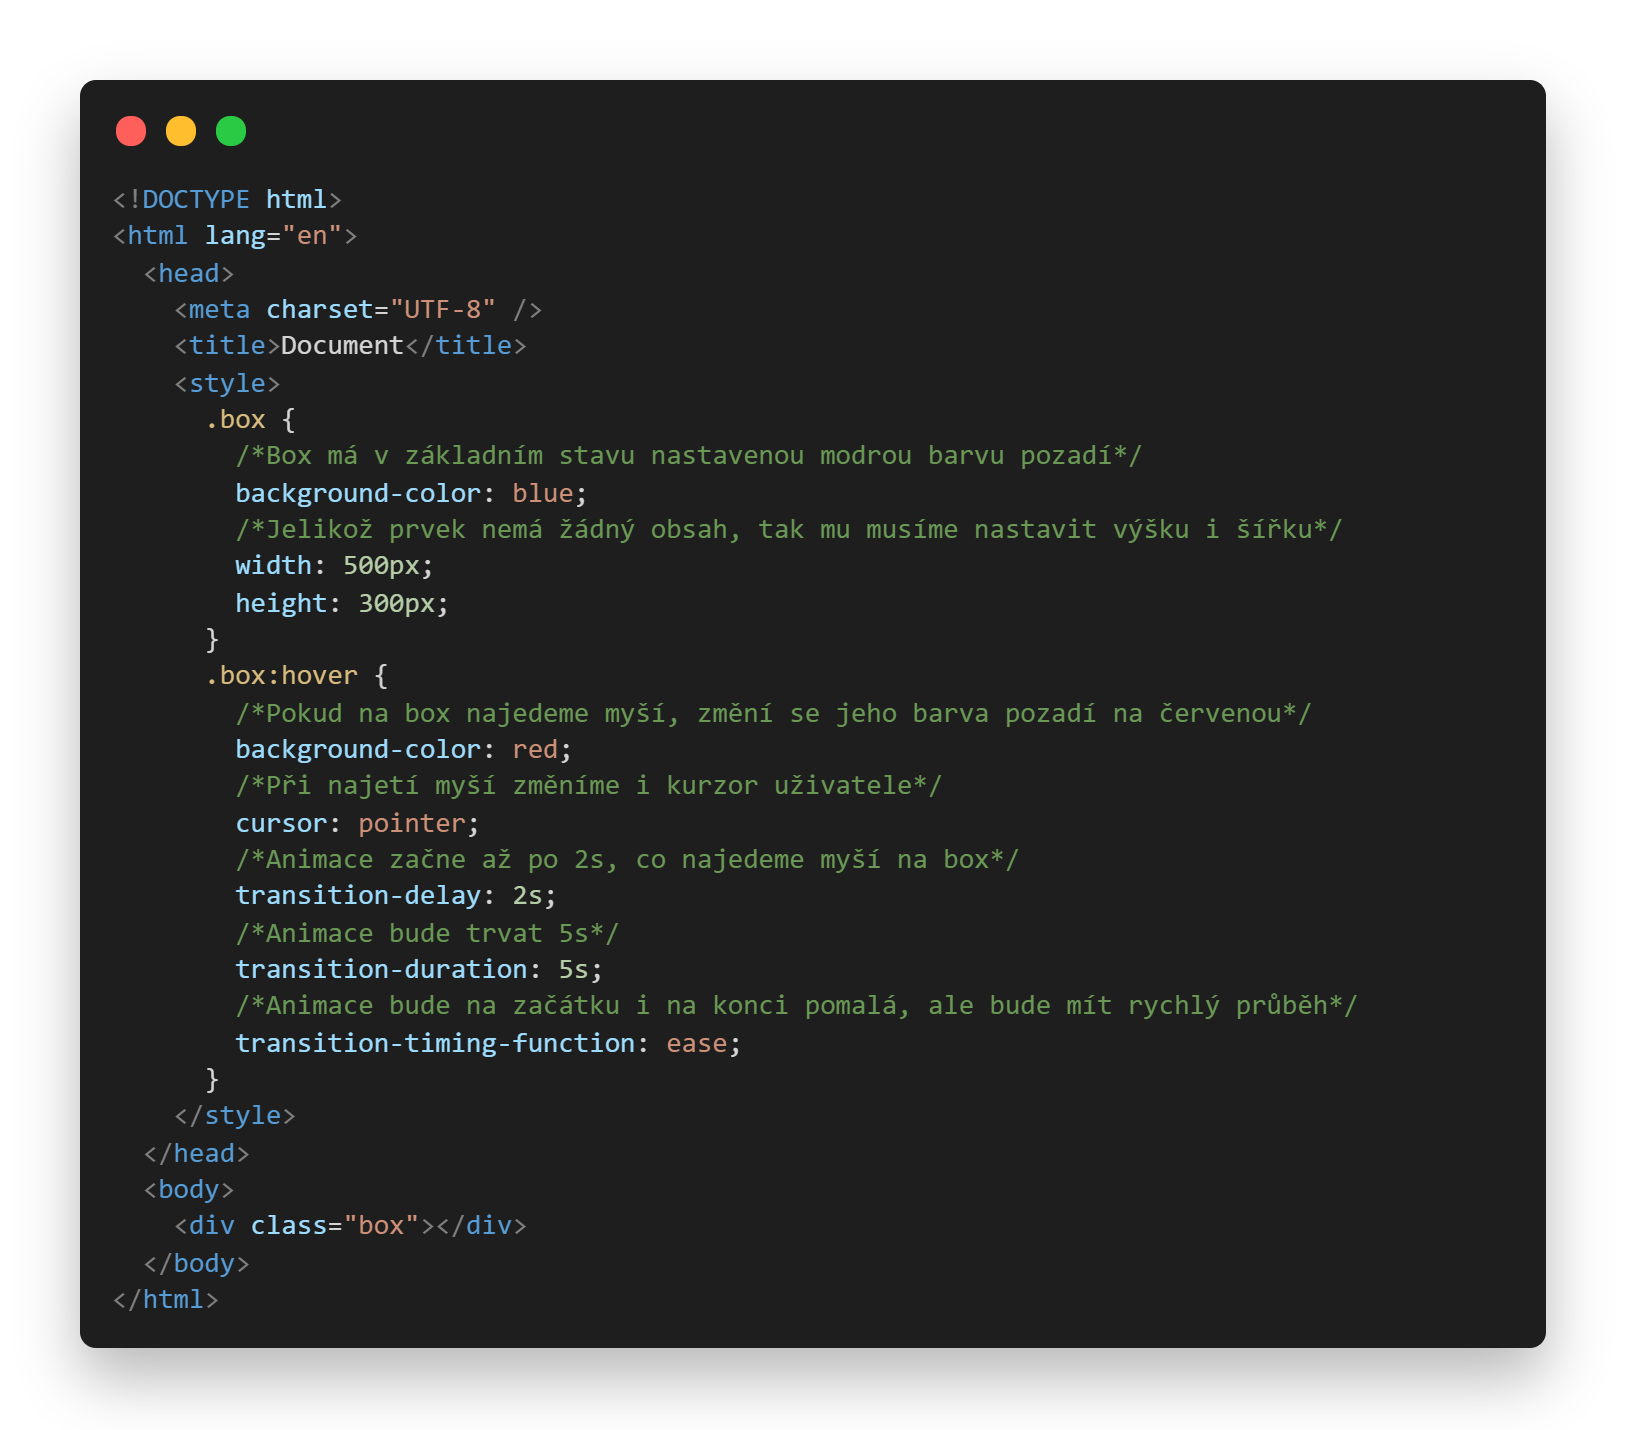 <!DOCTYPE html>
<html lang="en">
  <head>
    <meta charset="UTF-8" />
    <title>Document</title>
    <style>
      .box {
        /*Box má v základním stavu nastavenou modrou barvu pozadí*/
        background-color: blue;
        /*Jelikož prvek nemá žádný obsah, tak mu musíme nastavit výšku i šířku*/
        width: 500px;
        height: 300px;
      }
      .box:hover {
        /*Pokud na box najedeme myší, změní se jeho barva pozadí na červenou*/
        background-color: red;
        /*Při najetí myší změníme i kurzor uživatele*/
        cursor: pointer;
        /*Animace začne až po 2s, co najedeme myší na box*/
        transition-delay: 2s;
        /*Animace bude trvat 5s*/
        transition-duration: 5s;
        /*Animace bude na začátku i na konci pomalá, ale bude mít rychlý průběh*/
        transition-timing-function: ease;
      }
    </style>
  </head>
  <body>
    <div class="box"></div>
  </body>
</html>